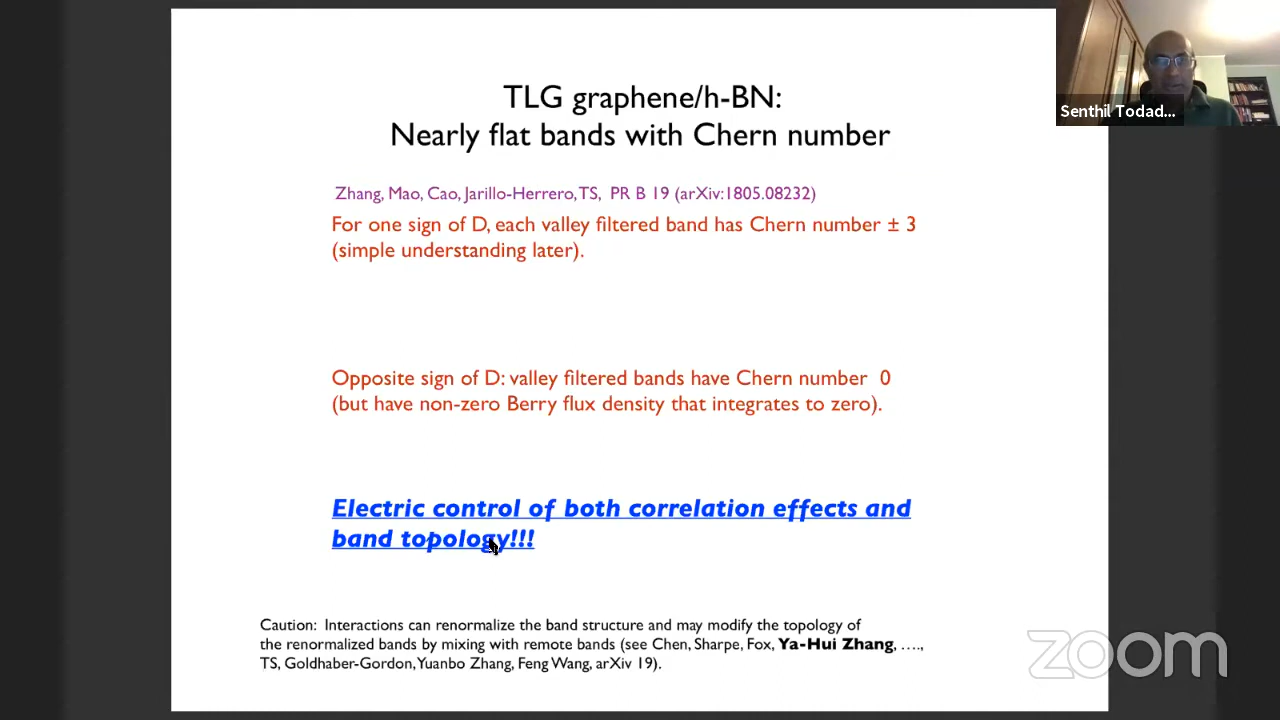 TLG graphene/h-BN:
Nearly flat bands with Chern number
Zhang, Mao, Cao, Jarillo-Herrero, TS, PR B 19 (arXiv:1805.08232)
For one sign of D, each valley filtered band has Chern number ± 3
(simple understanding later).
Opposite sign of D: valley filtered bands have Chern number 0
(but have non-zero Berry flux density that integrates to zero).
Electric control of both correlation effects and
band topology!!!
Caution: Interactions can renormalize the band structure and may modify the topology of
the renormalized bands by mixing with remote bands (see Chen, Sharpe, Fox, Ya-Hui Zhang, ....,
TS, Goldhaber-Gordon, Yuanbo Zhang, Feng Wang, arXiv 19).
Senthil Todad...
zoom